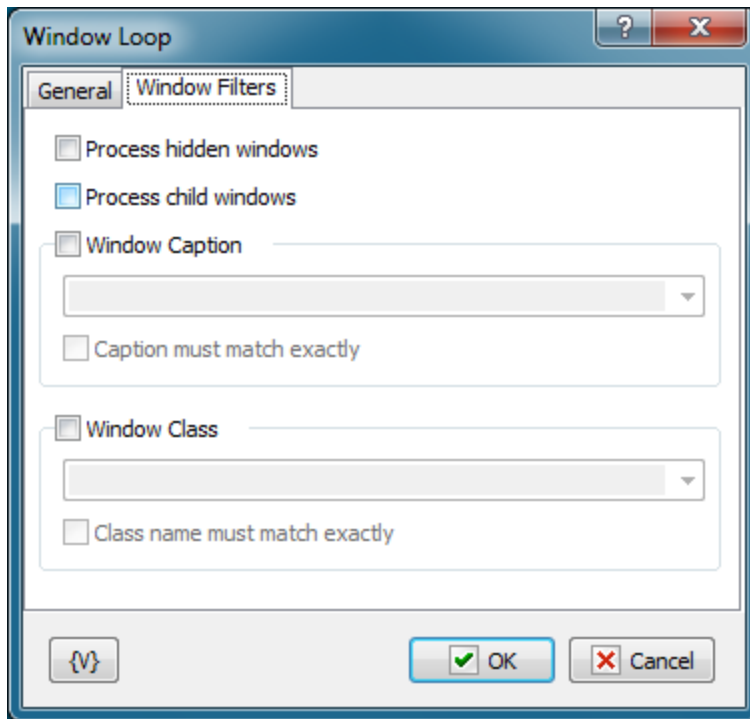 Window Loop
?
General
Window Filters
Process hidden windows
Process child windows
Window Caption
Caption must match exactly
Window Class
Class name must match exactly
{V}
OK
Cancel